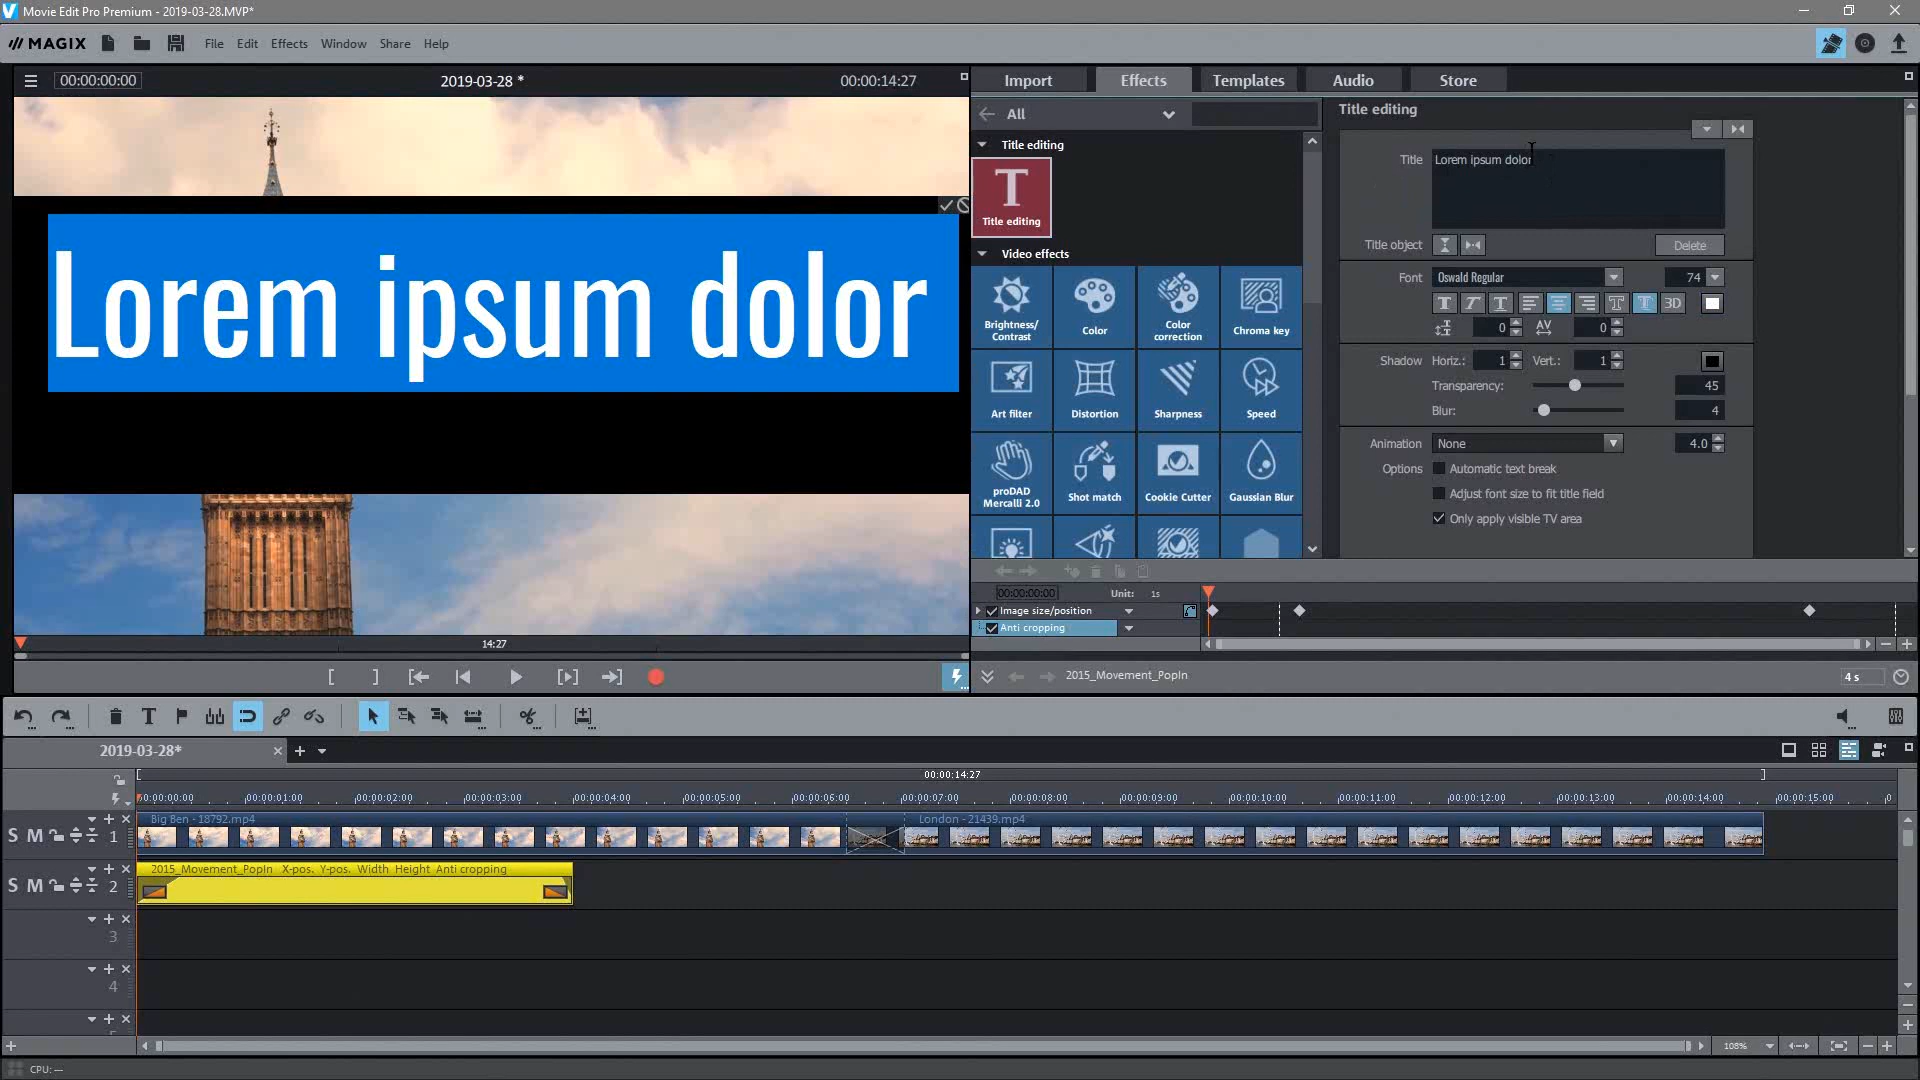 Movie Edit Pro Premium - 2019-03-28.MVP*
MAGIX File Edit Effects Window Share Help
00:00:00:00 2019-03-28 * 00:00:14:27
Import Effects Templates Audio Store
All
Title editing
Title editing
Video effects
Brightness/
Contrast
Color
Color
correction
Chroma key
Art filter
Distortion
Sharpness
Speed
proDAD
Mercalli 2.0
Shot match
Cookie Cutter
Gaussian Blur
Title editing
Title Lorem ipsum dolor
Title object Delete
Font Oswald Regular 74
T T T T T 3D
0 AV 0
Shadow Horiz.: 1 Vert.: 1
Transparency: 45
Blur: 4
Animation None 4.0
Options Automatic text break
Adjust font size to fit title field
Only apply visible TV area
Lorem ipsum dolor
00:00:00:00 Unit: 1s
Image size/position
Anti cropping
14:27
2015_Movement_PopIn 4 s
2019-03-28*
00:00:14:27
00:00:00:00 00:00:01:00 00:00:02:00 00:00:03:00 00:00:04:00 00:00:05:00 00:00:06:00 00:00:07:00 00:00:08:00 00:00:09:00 00:00:10:00 00:00:11:00 00:00:12:00 00:00:13:00 00:00:14:00 00:00:15:00 0
Big Ben - 18792.mp4 London - 21439.mp4
S M 1
2015_Movement_PopIn X-pos. Y-pos. Width Height Anti cropping
S M 2
3
4
108%
CPU: —